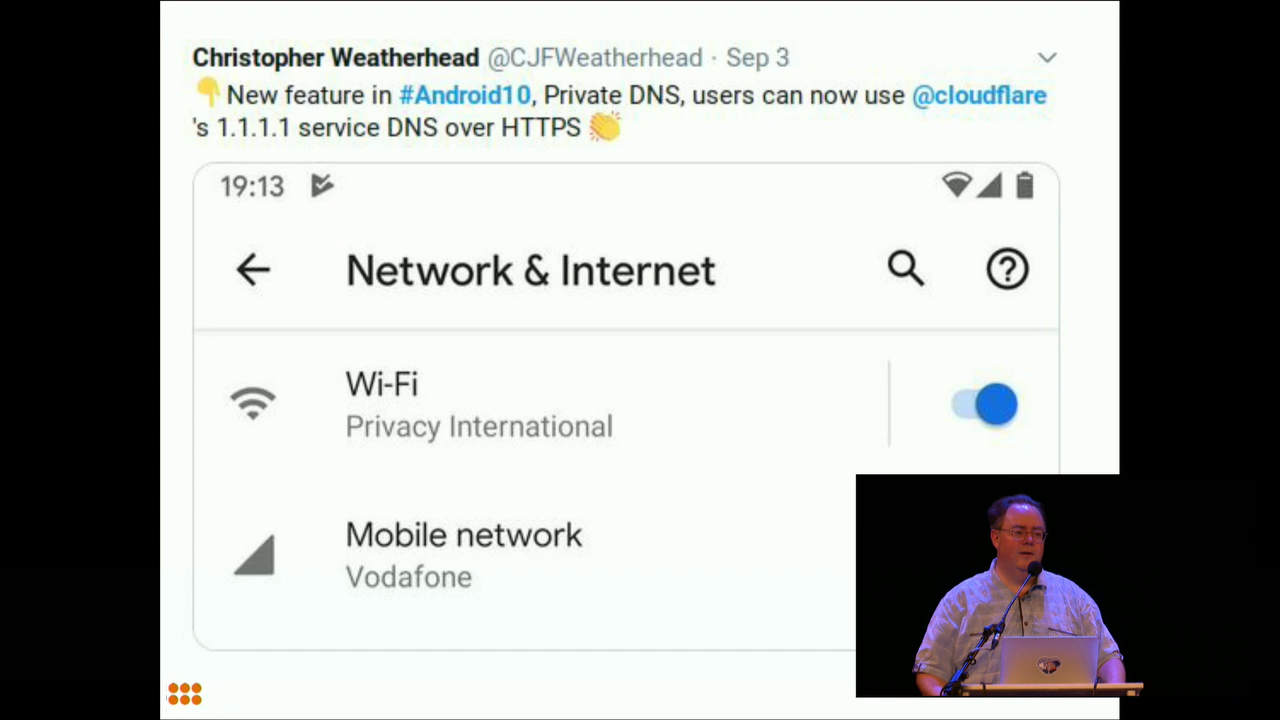 Christopher Weatherhead @CJFWeatherhead · Sep 3
👇New feature in #Android10, Private DNS, users can now use @cloudflare
's 1.1.1.1 service DNS over HTTPS 👏
19:13
Network & Internet
Wi-Fi
Privacy International
Mobile network
Vodafone